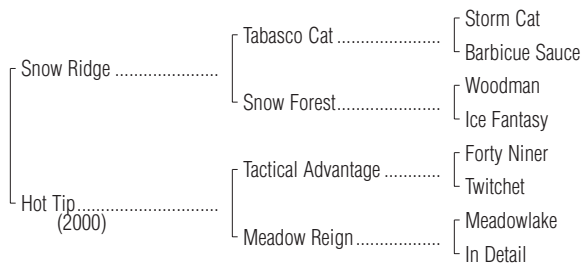 Storm Cat
Tabasco Cat ......................
Barbicue Sauce
Snow Ridge ......................
Woodman
Snow Forest......................
Ice Fantasy
Forty Niner
Tactical Advantage ............
Twitchet
Hot Tip..............................
(2000)
Meadowlake
Meadow Reign ..................
In Detail